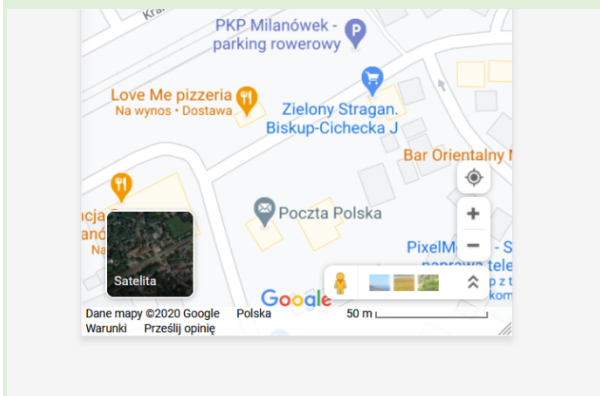 PKP Milanówek -
parking rowerowy
Love Me pizzeria
Na wynos • Dostawa
Zielony Stragan.
Biskup-Cichecka J
Bar Orientalny
Poczta Polska
Satelita
Google
Dane mapy ©2020 Google Polska 50 m
Warunki Prześlij opinię